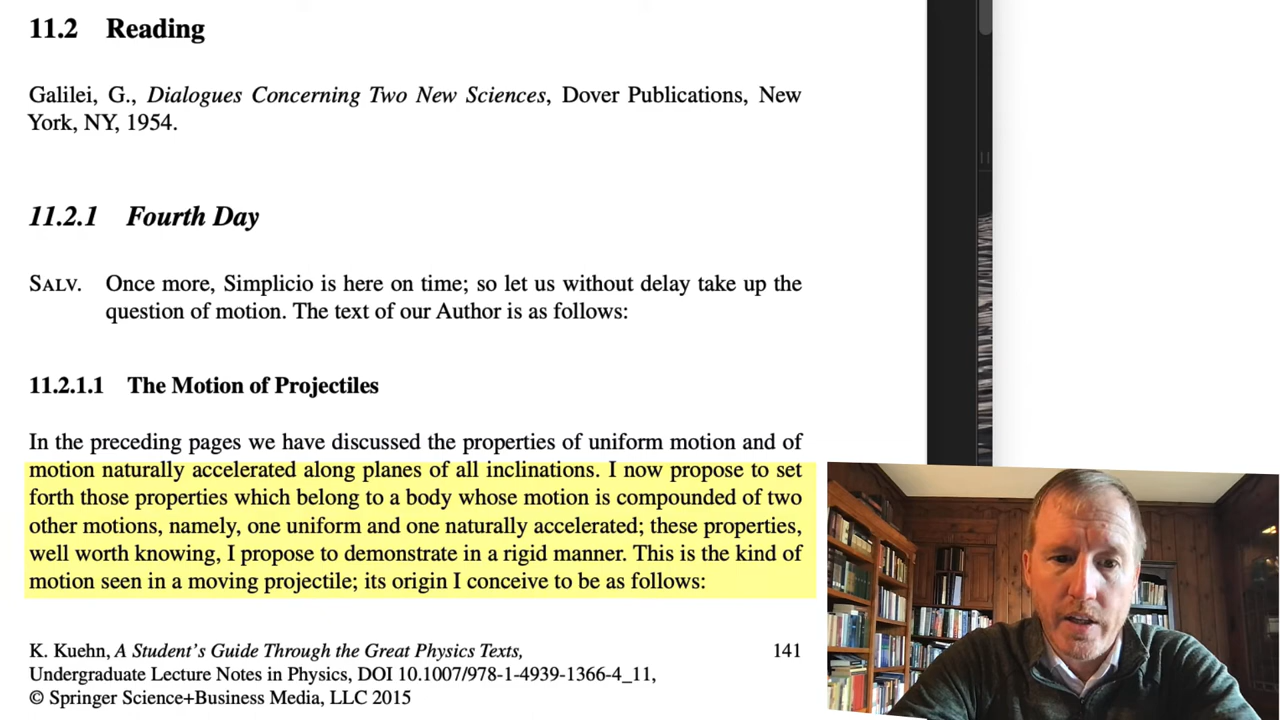 11.2 Reading
Galilei, G., Dialogues Concerning Two New Sciences, Dover Publications, New
York, NY, 1954.
11.2.1 Fourth Day
SALV. Once more, Simplicio is here on time; so let us without delay take up the
question of motion. The text of our Author is as follows:
11.2.1.1 The Motion of Projectiles
In the preceding pages we have discussed the properties of uniform motion and of
motion naturally accelerated along planes of all inclinations. I now propose to set
forth those properties which belong to a body whose motion is compounded of two
other motions, namely, one uniform and one naturally accelerated; these properties,
well worth knowing, I propose to demonstrate in a rigid manner. This is the kind of
motion seen in a moving projectile; its origin I conceive to be as follows:
K. Kuehn, A Student's Guide Through the Great Physics Texts, 141
Undergraduate Lecture Notes in Physics, DOI 10.1007/978-1-4939-1366-4_11,
© Springer Science+Business Media, LLC 2015